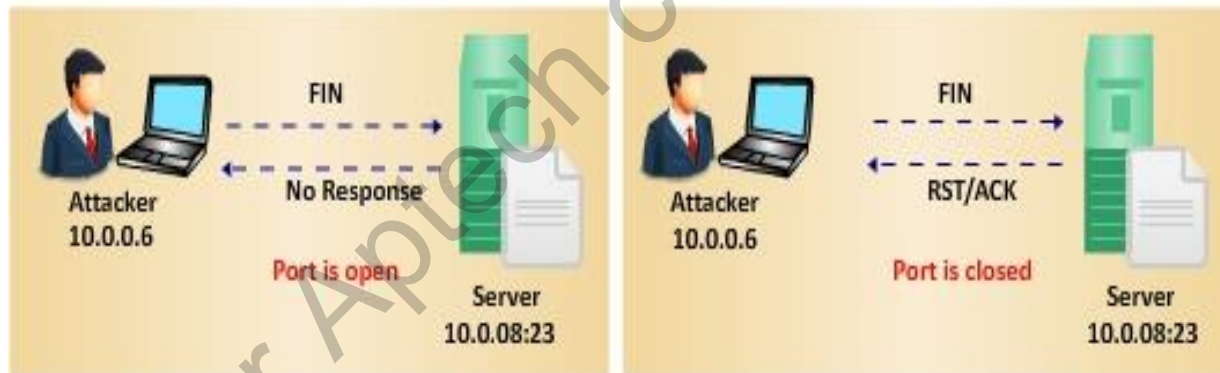 FIN
No Response
Attacker
10.0.0.6
Port is open
Server
10.0.08:23
FIN
RST/ACK
Attacker
10.0.0.6
Port is closed
Server
10.0.08:23
r Aptech